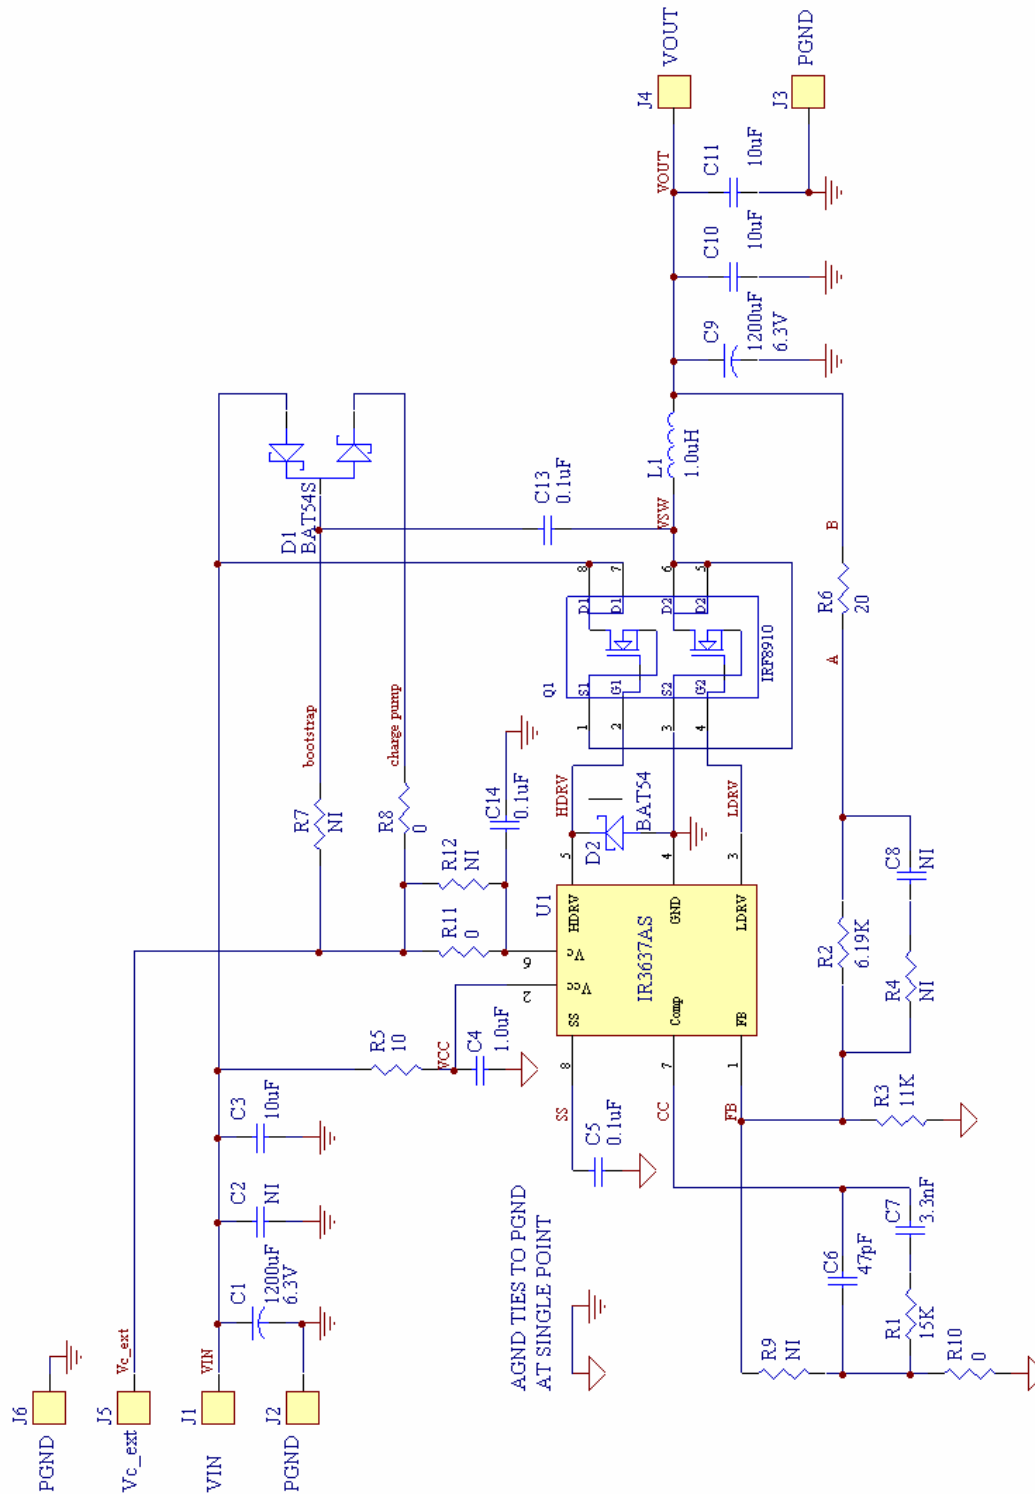 J6
PGND
J5
Vc_ext
Vc_ext
J1
VIN
VIN
J2
PGND
C1
1200uF
6.3V
C2
NI
C3
10uF
R5
10
VCC
C4
1.0uF
R7
NI
bootstrap
R8
0
charge pump
R11
0
R12
NI
C14
0.1uF
D1
BAT54S
C13
0.1uF
AGND TIES TO PGND
AT SINGLE POINT
SS
C5
0.1uF
CC
FB
8
7
1
2
6
5
4
3
U1
IR3637AS
SS
Vcc
Vc
HDRV
Comp
GND
FB
LDRV
HDRV
D2
BAT54
LDRV
Q1
1
2
3
4
S1
G1
S2
G2
D1
D1
D2
D2
8
7
6
5
IRF8910
VSW
L1
1.0uH
C9
1200uF
6.3V
C10
10uF
C11
10uF
VOUT
J4
VOUT
J3
PGND
R9
NI
C6
47pF
R1
15K
C7
3.3nF
R10
0
R3
11K
R2
6.19K
R4
NI
C8
NI
A
R6
20
B